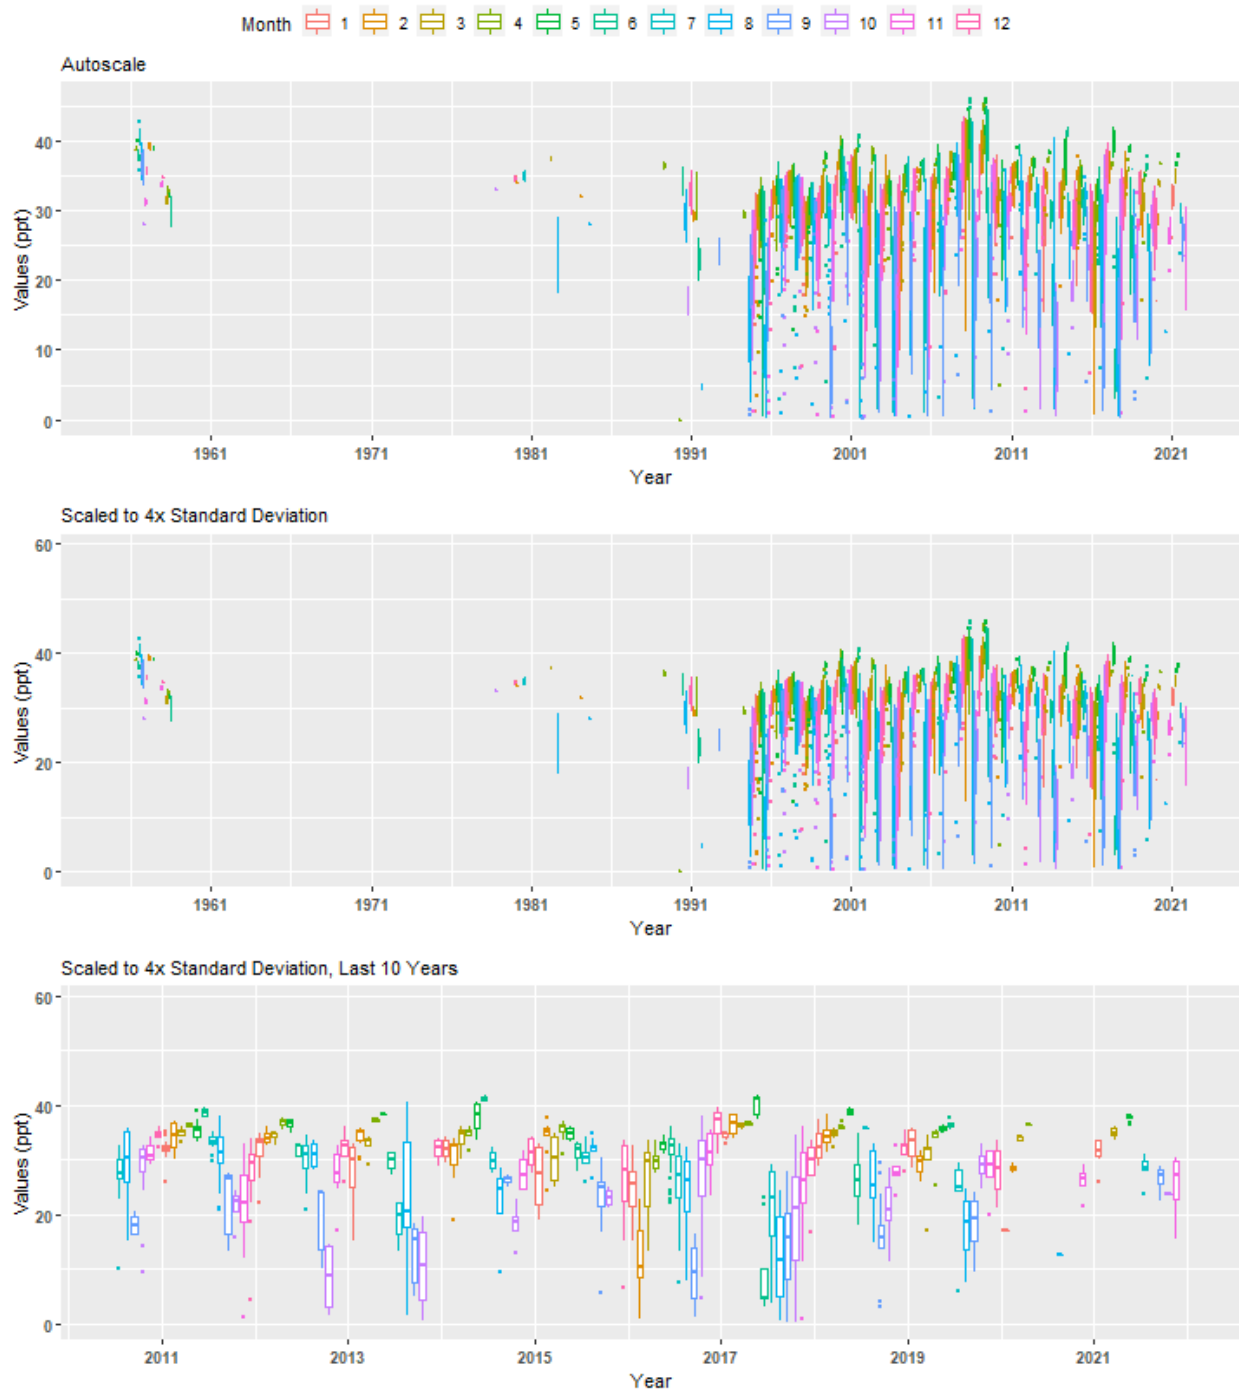 Month 1 2 3 4 5 6 7 8 9 10 11 12
Autoscale
Values (ppt)
40
30
20
10
0
1961 1971 1981 1991 2001 2011 2021
Year
Scaled to 4x Standard Deviation
Values (ppt)
60
40
20
0
1961 1971 1981 1991 2001 2011 2021
Year
Scaled to 4x Standard Deviation, Last 10 Years
Values (ppt)
60
40
20
0
2011 2013 2015 2017 2019 2021
Year